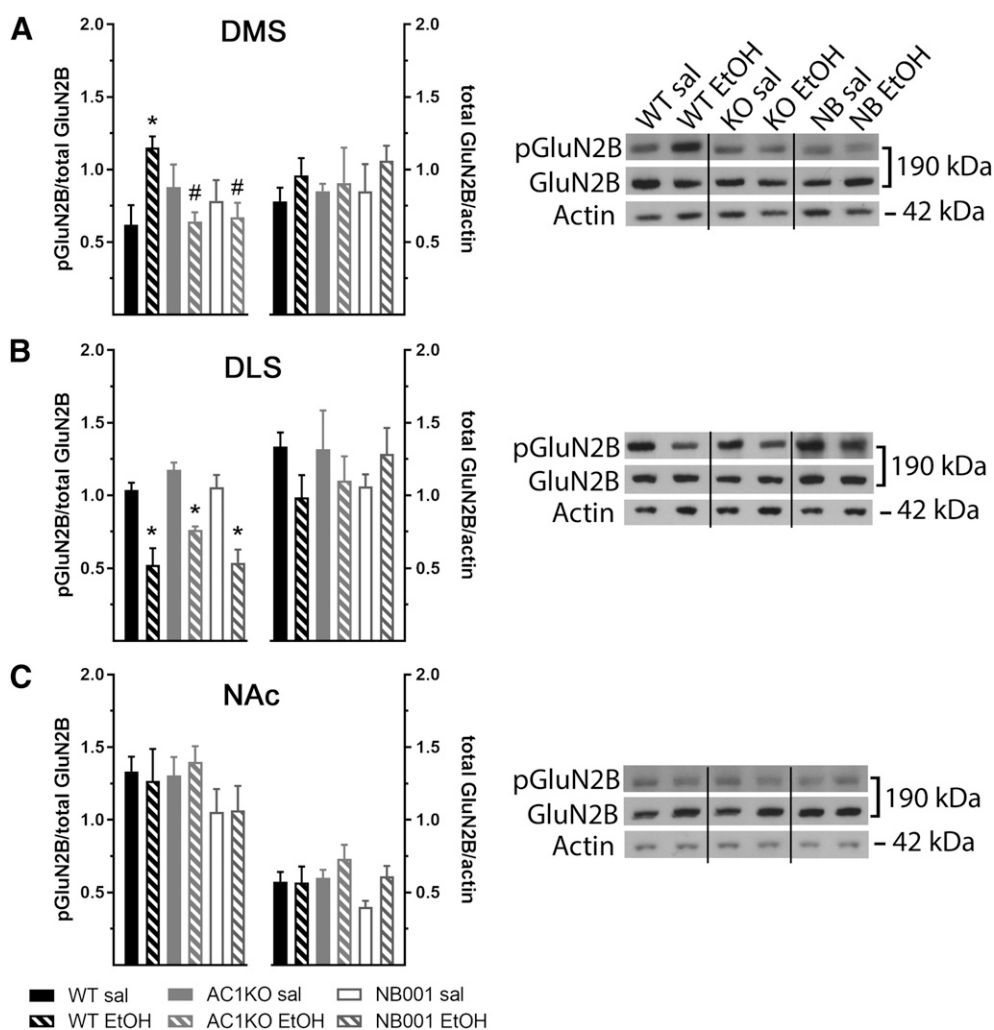 A
DMS
pGluN2B/total GluN2B
2.0
1.5
1.0
0.5
*
#
#
2.0
1.5
1.0
0.5
total GluN2B/actin
WT sal
WT EtOH
KO sal
KO EtOH
NB sal
NB EtOH
pGluN2B
GluN2B
190 kDa
Actin
42 kDa
B
DLS
pGluN2B/total GluN2B
2.0
1.5
1.0
0.5
*
*
*
2.0
1.5
1.0
0.5
total GluN2B/actin
pGluN2B
GluN2B
190 kDa
Actin
42 kDa
C
NAc
pGluN2B/total GluN2B
2.0
1.5
1.0
0.5
2.0
1.5
1.0
0.5
total GluN2B/actin
pGluN2B
GluN2B
190 kDa
Actin
42 kDa
WT sal AC1KO sal NB001 sal
WT EtOH AC1KO EtOH NB001 EtOH